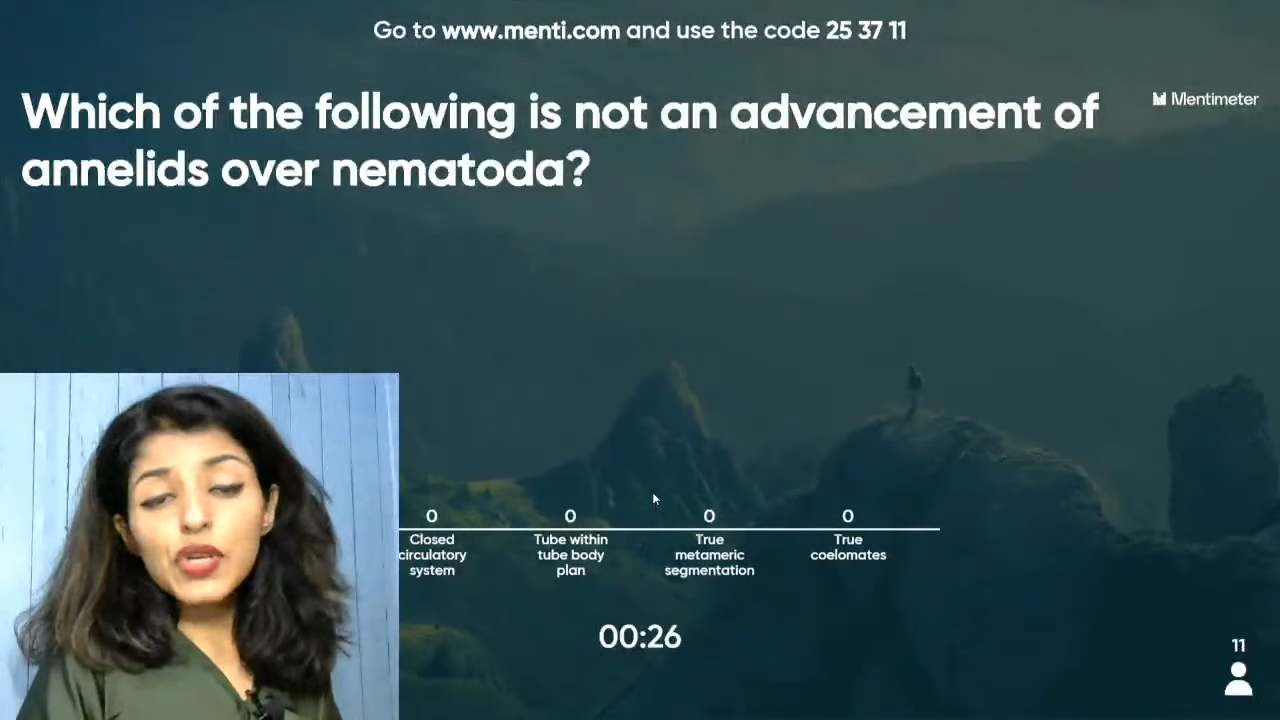 Go to www.menti.com and use the code 25 37 11
Which of the following is not an advancement of
annelids over nematoda?
Mentimeter
0
0
0
0
Closed
circulatory
system
Tube within
tube body
plan
True
metameric
segmentation
True
coelomates
00:26
11